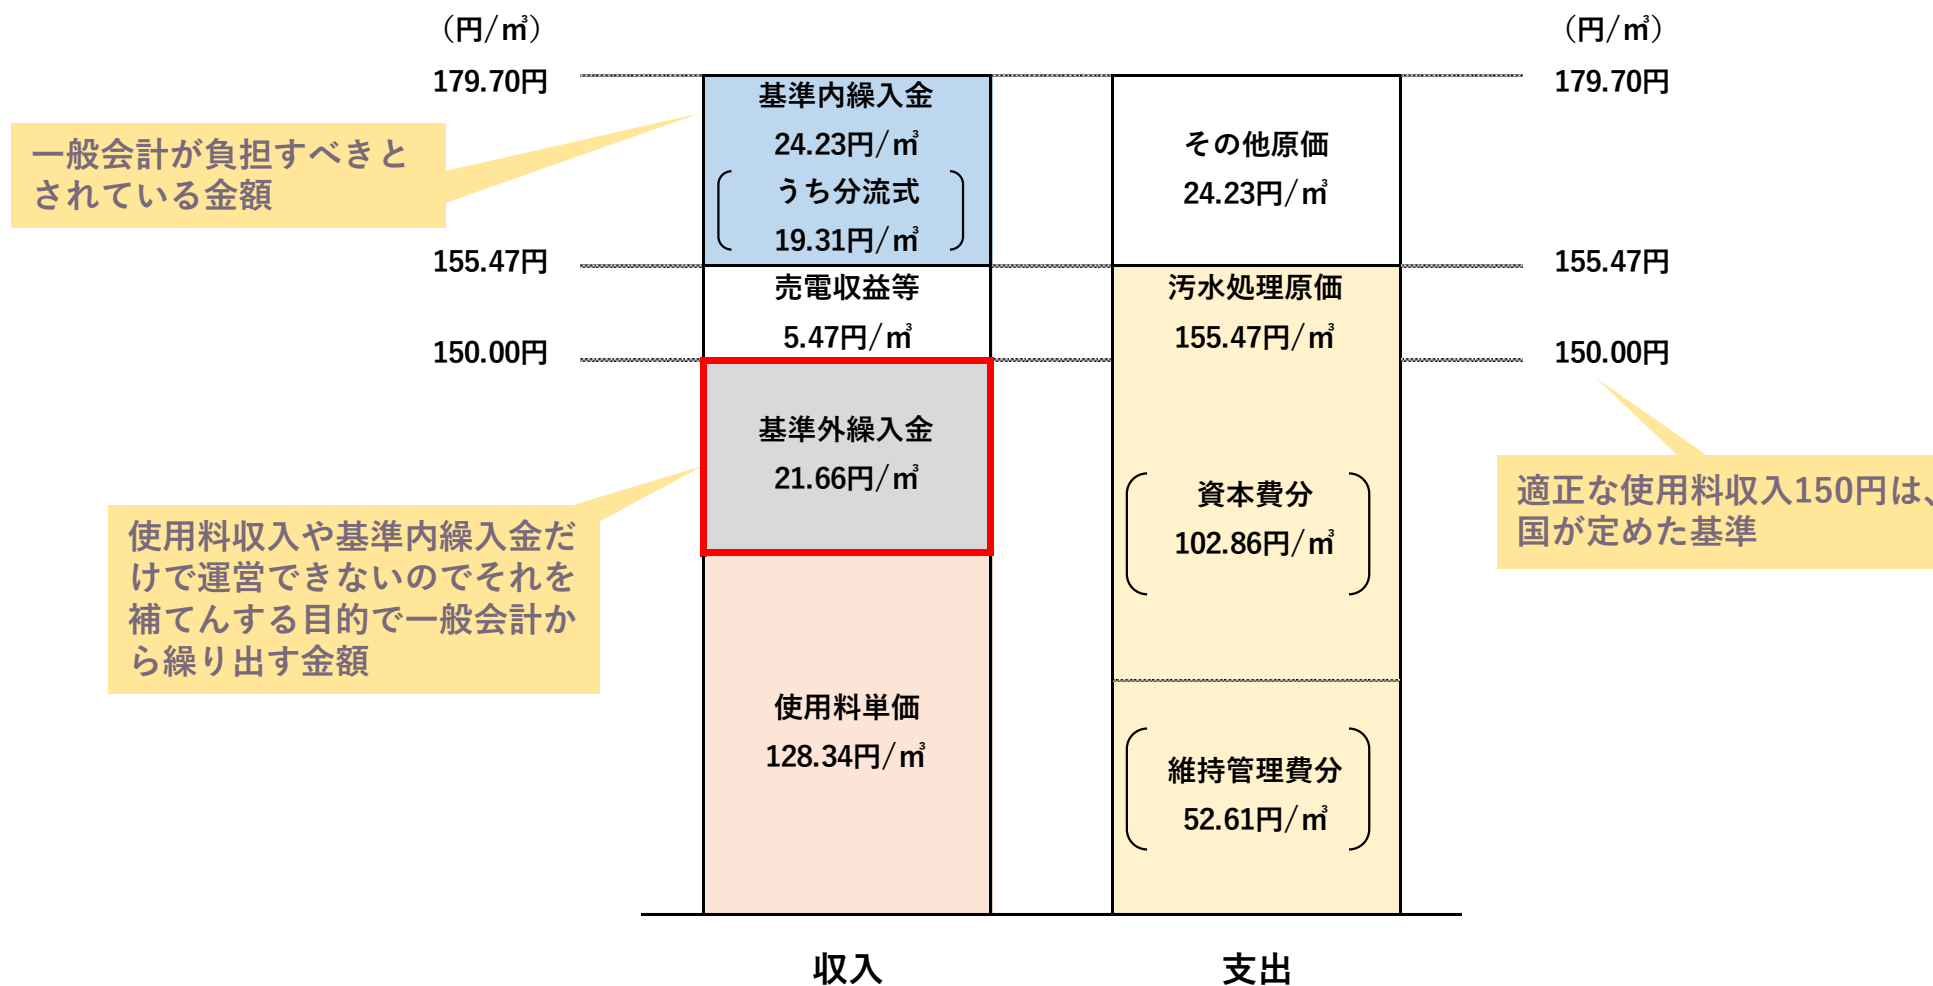 （円/㎥）
179.70円
155.47円
150.00円
一般会計が負担すべきと
されている金額
使用料収入や基準内繰入金だ
けで運営できないのでそれを
補てんする目的で一般会計か
ら繰り出す金額
基準内繰入金
24.23円/㎥
うち分流式
19.31円/㎥
売電収益等
5.47円/㎥
基準外繰入金
21.66円/㎥
使用料単価
128.34円/㎥
収入
その他原価
24.23円/㎥
汚水処理原価
155.47円/㎥
資本費分
102.86円/㎥
維持管理費分
52.61円/㎥
支出
（円/㎥）
179.70円
155.47円
150.00円
適正な使用料収入150円は、
国が定めた基準